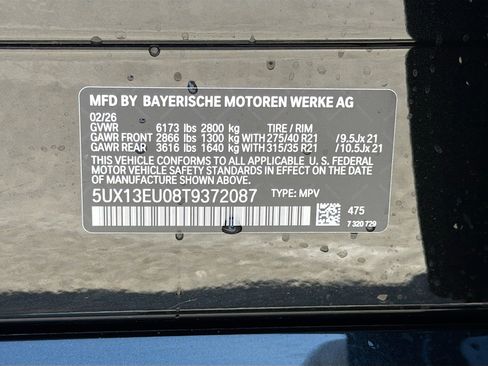 MFD BY BAYERISCHE MOTOREN WERKE AG
02/26
GVWR 6173 lbs 2800 kg TIRE / RIM
GAWR FRONT 2866 lbs 1300 kg WITH 275/40 R21 /9.5Jx 21
GAWR REAR 3616 lbs 1640 kg WITH 315/35 R21 /10.5Jx 21
THIS VEHICLE CONFORMS TO ALL APPLICABLE U. S. FEDERAL
MOTOR VEHICLE SAFETY STANDARDS IN EFFECT ON THE
DATE OF MANUFACTURE SHOWN ABOVE.
5UX13EU08T9372087 TYPE: MPV
475
7 320 729